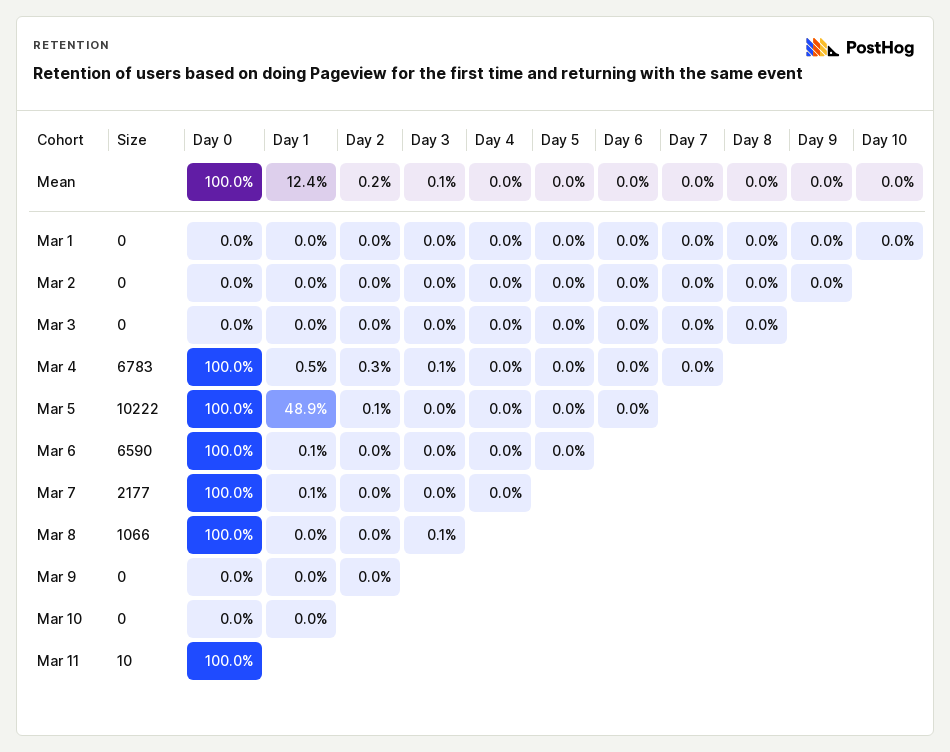 RETENTION
PostHog
Retention of users based on doing Pageview for the first time and returning with the same event
Cohort Size Day 0 Day 1 Day 2 Day 3 Day 4 Day 5 Day 6 Day 7 Day 8 Day 9 Day 10
Mean 100.0% 12.4% 0.2% 0.1% 0.0% 0.0% 0.0% 0.0% 0.0% 0.0% 0.0%
Mar 1 0 0.0% 0.0% 0.0% 0.0% 0.0% 0.0% 0.0% 0.0% 0.0% 0.0% 0.0%
Mar 2 0 0.0% 0.0% 0.0% 0.0% 0.0% 0.0% 0.0% 0.0% 0.0% 0.0%
Mar 3 0 0.0% 0.0% 0.0% 0.0% 0.0% 0.0% 0.0% 0.0% 0.0%
Mar 4 6783 100.0% 0.5% 0.3% 0.1% 0.0% 0.0% 0.0% 0.0%
Mar 5 10222 100.0% 48.9% 0.1% 0.0% 0.0% 0.0% 0.0%
Mar 6 6590 100.0% 0.1% 0.0% 0.0% 0.0% 0.0%
Mar 7 2177 100.0% 0.1% 0.0% 0.0% 0.0%
Mar 8 1066 100.0% 0.0% 0.0% 0.1%
Mar 9 0 0.0% 0.0% 0.0%
Mar 10 0 0.0% 0.0%
Mar 11 10 100.0%